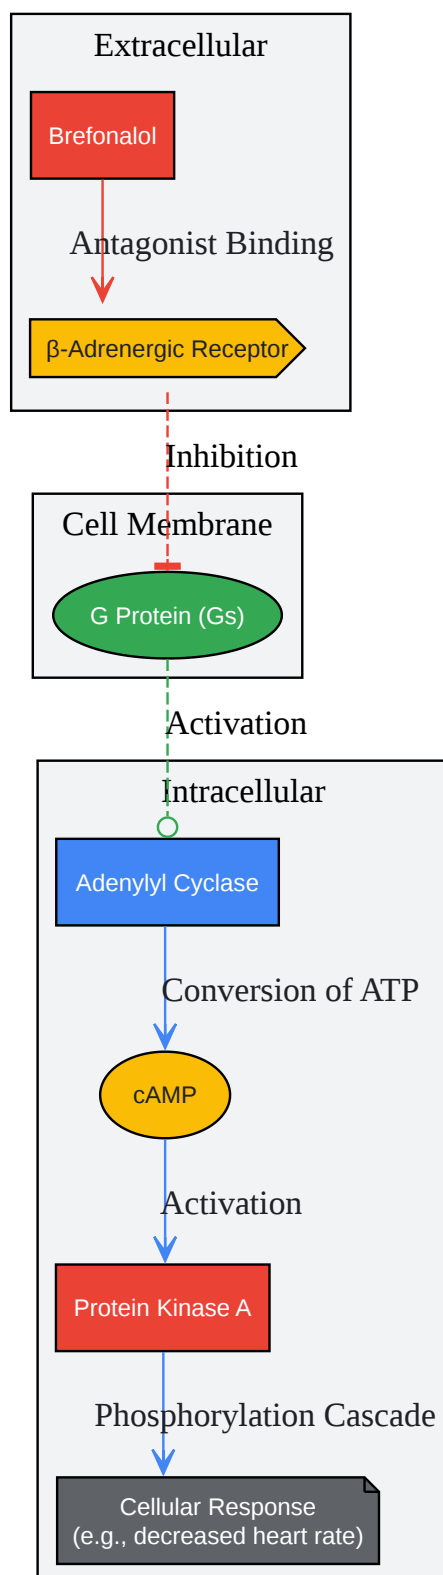 Extracellular
Brefonalol
Antagonist Binding
β-Adrenergic Receptor
Inhibition
Cell Membrane
G Protein (Gs)
Activation
Intracellular
Adenylyl Cyclase
Conversion of ATP
cAMP
Activation
Protein Kinase A
Phosphorylation Cascade
Cellular Response
(e.g., decreased heart rate)